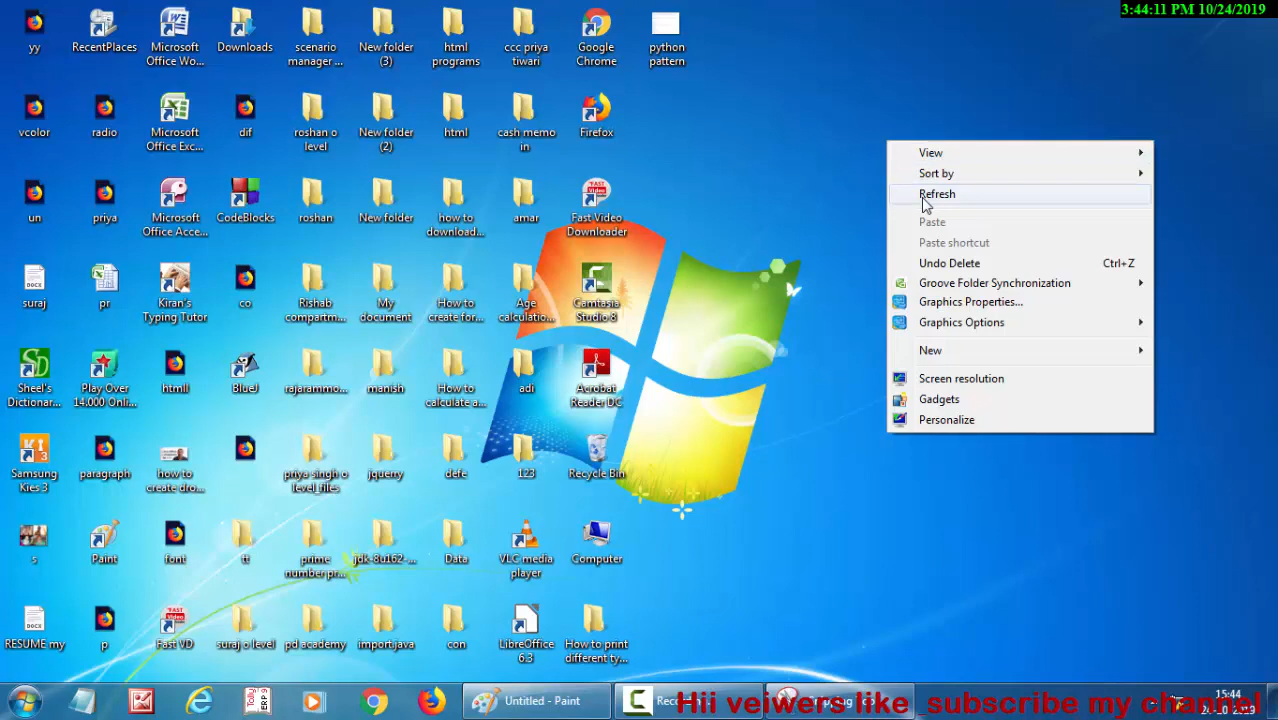 3:44:11 PM 10/24/2019
yy
RecentPlaces
Microsoft
Office Wo...
Downloads
scenario
manager ...
New folder
(3)
html
programs
ccc priya
tiwari
Google
Chrome
python
pattern
vcolor
radio
Microsoft
Office Exc...
dif
roshan o
level
New folder
(2)
html
cash memo
in
Firefox
un
priya
Microsoft
Office Acce...
CodeBlocks
roshan
New folder
how to
download...
amar
Fast Video
Downloader
suraj
pr
Kiran's
Typing Tutor
co
Rishab
compartm...
My
document
How to
create for...
Age
calculatio...
Camtasia
Studio 8
Sheel's
Dictionar...
Play Over
14.000 Onli...
htmll
BlueJ
rajarammo...
manish
How to
calculate a...
adi
Acrobat
Reader DC
Samsung
Kies 3
paragraph
how to
create dro...
priya singh o
level_files
jquerry
defe
123
Recycle Bin
s
Paint
font
tt
prime
number pr...
jdk-8u162-...
Data
VLC media
player
Computer
RESUME my
p
Fast VD
suraj o level
pd academy
import.java
con
LibreOffice
6.3
How to print
different ty...
View
Sort by
Refresh
Paste
Paste shortcut
Undo Delete Ctrl+Z
Groove Folder Synchronization
Graphics Properties...
Graphics Options
New
Screen resolution
Gadgets
Personalize
Untitled - Paint
Hii veiwers like subscribe my channel
15:44